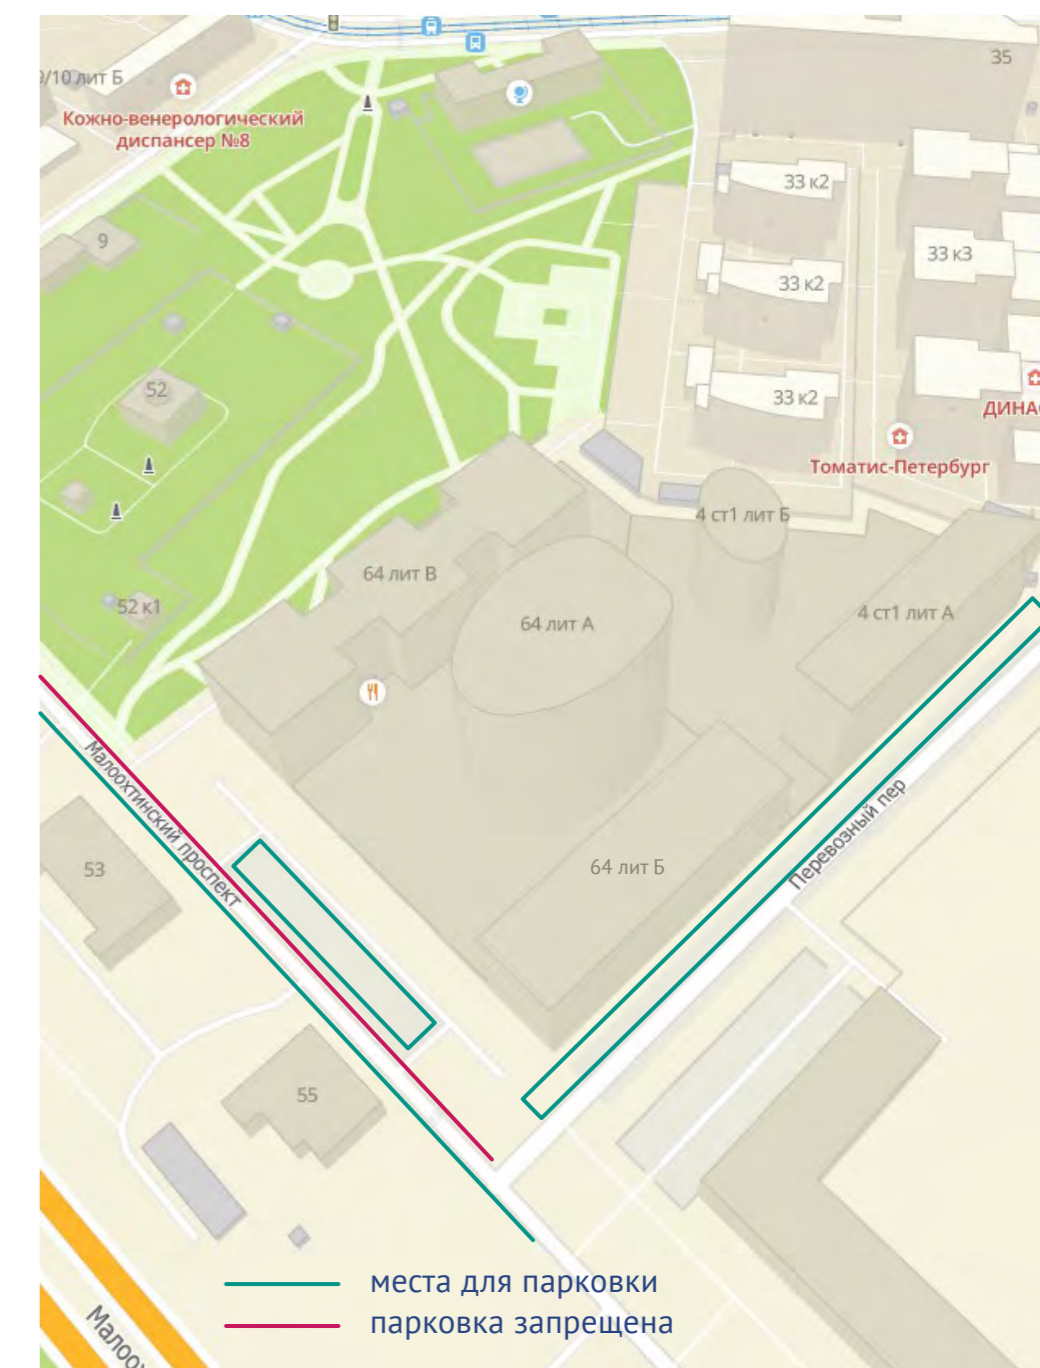 35
9/10 лит Б
Кожно-венерологический
диспансер №8
33 к2
9
33 к3
33 к2
52
33 к2
Томатис-Петербург
4 ст1 лит Б
64 лит В
52 к1
64 лит А
4 ст1 лит А
Малоохтинский проспект
Перевозный пер
53
64 лит Б
55
места для парковки
парковка запрещена